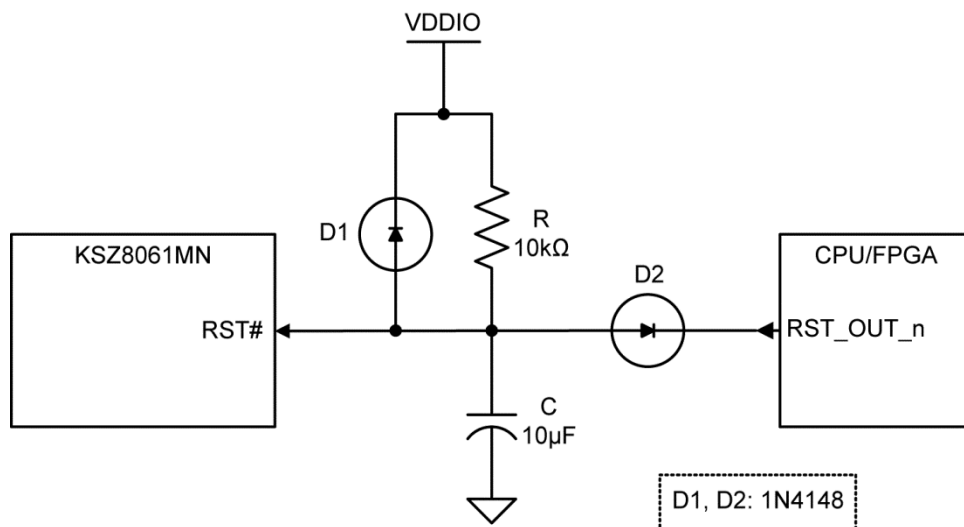 VDDIO
D1
R
10kΩ
KSZ8061MN
RST#
D2
CPU/FPGA
RST_OUT_n
C
10µF
D1, D2: 1N4148